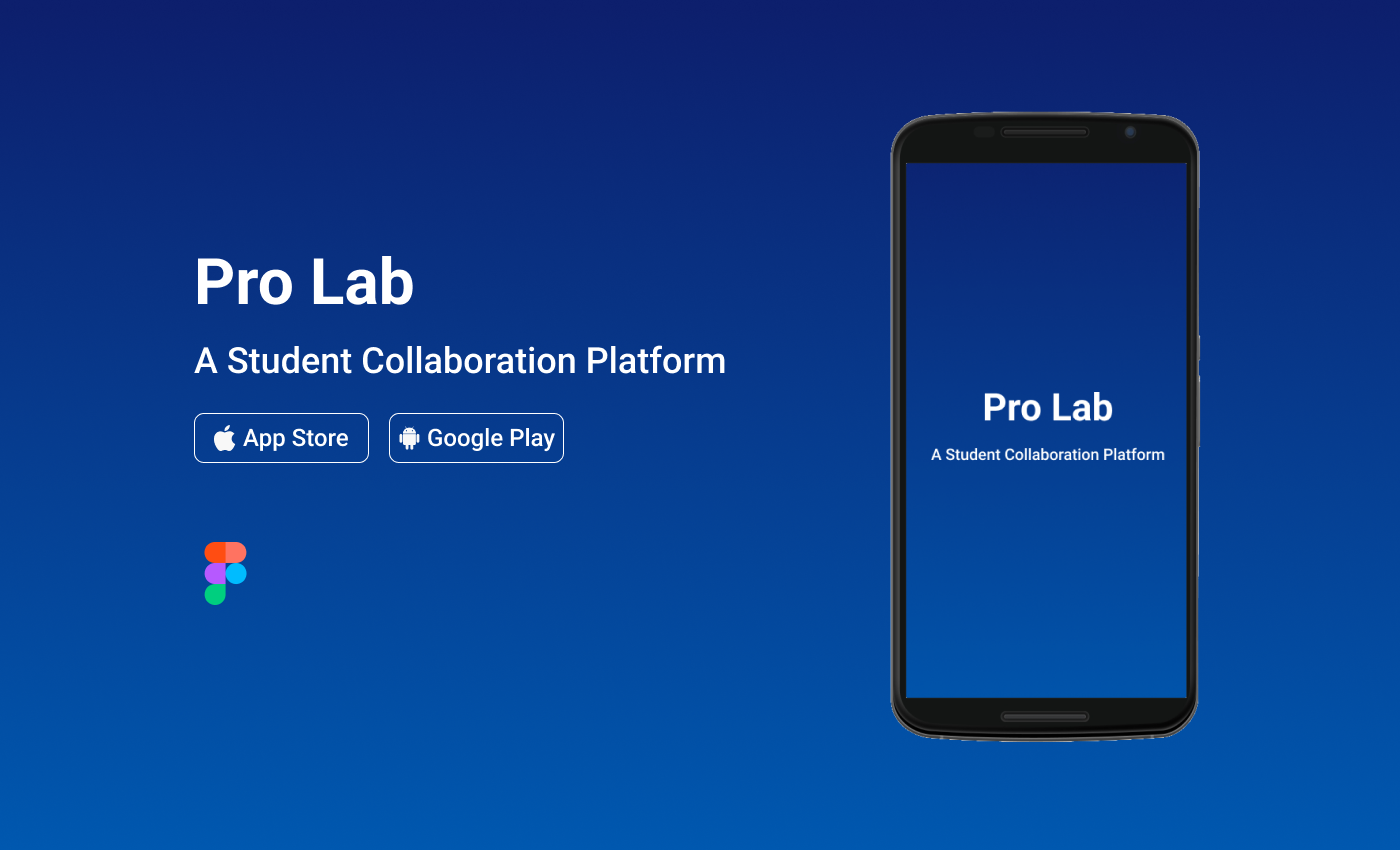 Pro Lab
A Student Collaboration Platform
App Store
Google Play
Pro Lab
A Student Collaboration Platform